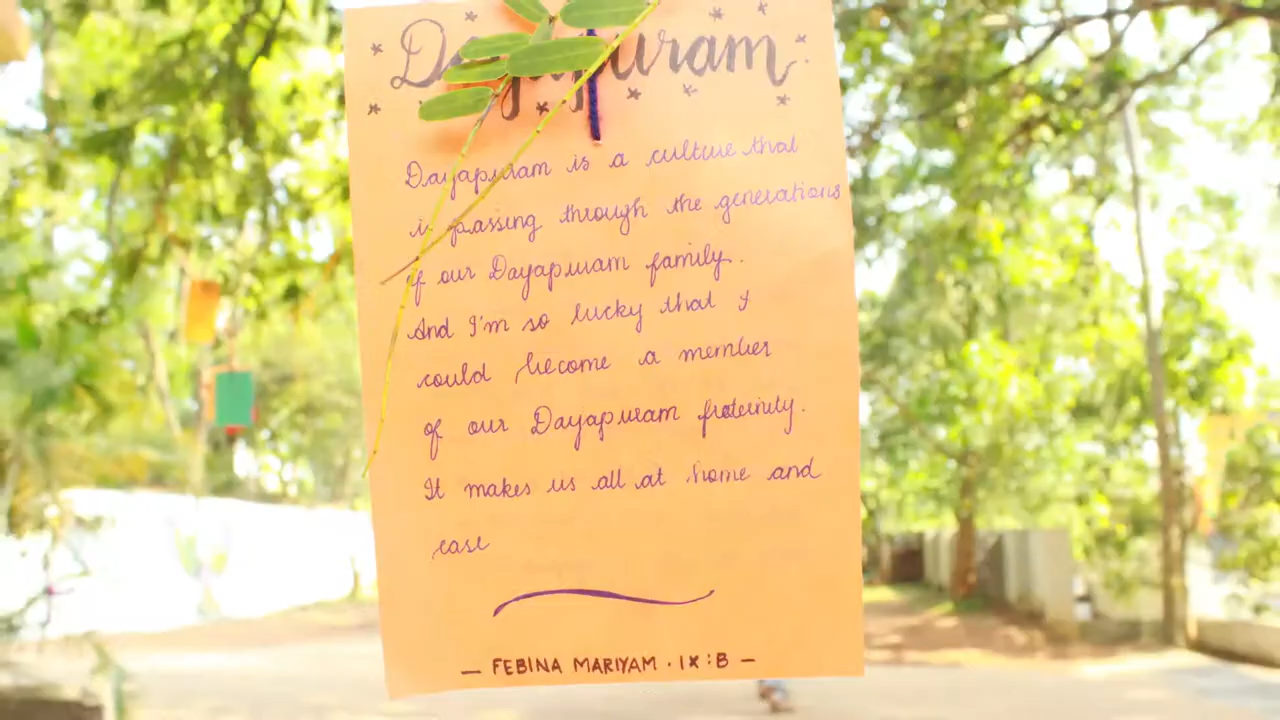 Dayapuram
Dayapuram is a culture that
is passing through the generations
of our Dayapuram family.
And I'm so lucky that I
could become a member
of our Dayapuram fraternity.
It makes us all at home and
ease
— FEBINA MARIYAM · IX : B —